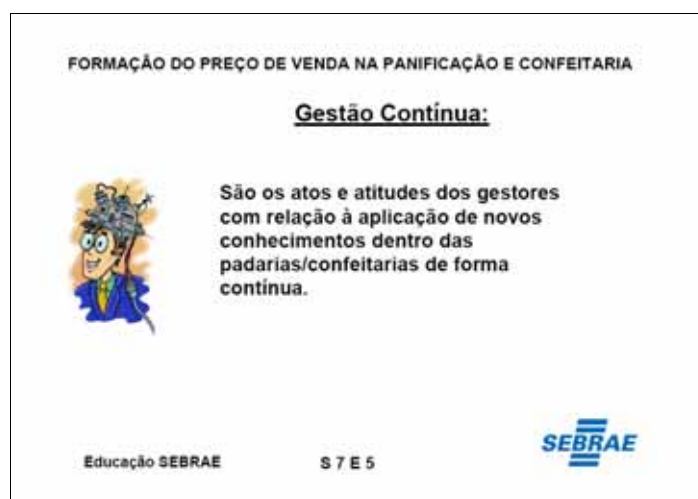 FORMAÇÃO DO PREÇO DE VENDA NA PANIFICAÇÃO E CONFEITARIA
Gestão Contínua:
São os atos e atitudes dos gestores
com relação à aplicação de novos
conhecimentos dentro das
padarias/confeitarias de forma
contínua.
SEBRAE
Educação SEBRAE
S 7 E 5